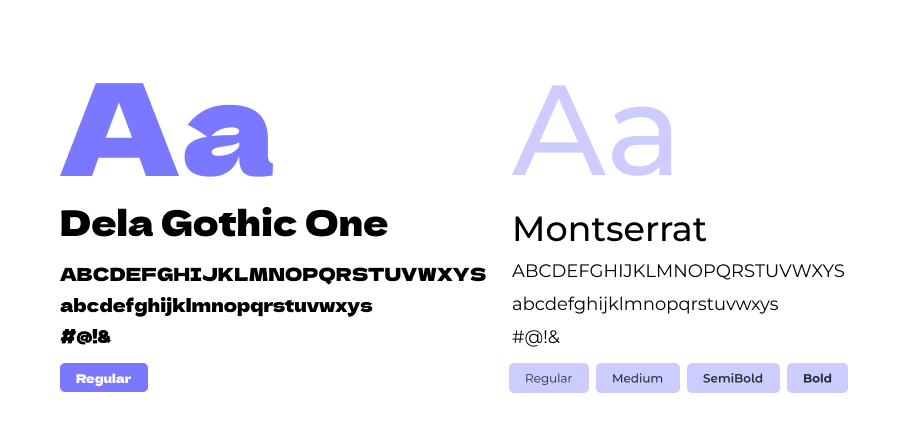 Aa
Dela Gothic One
ABCDEFGHIJKLMNOPQRSTUVWXYS
abcdefghijklmnopqrstuvwxys
#@!&
Regular
Aa
Montserrat
ABCDEFGHIJKLMNOPQRSTUVWXYS
abcdefghijklmnopqrstuvwxys
#@!&
Regular Medium SemiBold Bold